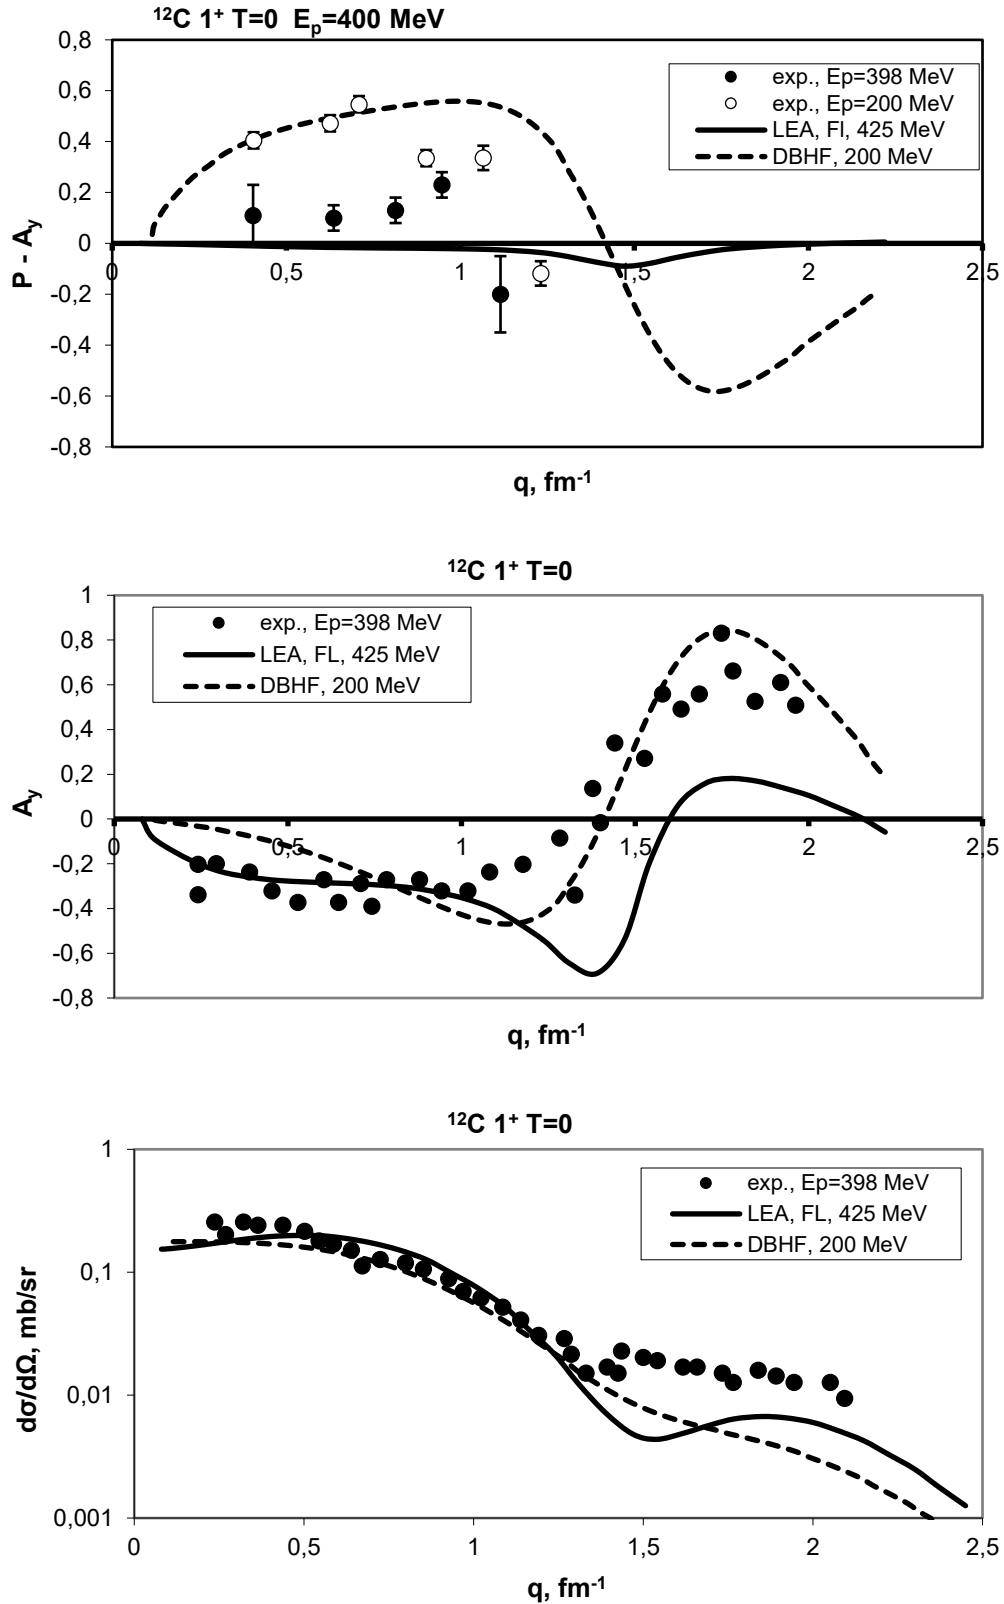 ¹²C 1⁺ T=0 Eₚ=400 MeV
0,8
0,6
0,4
0,2
0
-0,2
-0,4
-0,6
-0,8
P - Aᵧ
exp., Ep=398 MeV
exp., Ep=200 MeV
LEA, Fl, 425 MeV
DBHF, 200 MeV
0 0,5 1 1,5 2 2,5
q, fm⁻¹
¹²C 1⁺ T=0
1
0,8
0,6
0,4
0,2
0
-0,2
-0,4
-0,6
-0,8
Aᵧ
exp., Ep=398 MeV
LEA, FL, 425 MeV
DBHF, 200 MeV
0 0,5 1 1,5 2 2,5
q, fm⁻¹
¹²C 1⁺ T=0
1
0,1
0,01
0,001
dσ/dΩ, mb/sr
exp., Ep=398 MeV
LEA, FL, 425 MeV
DBHF, 200 MeV
0 0,5 1 1,5 2 2,5
q, fm⁻¹